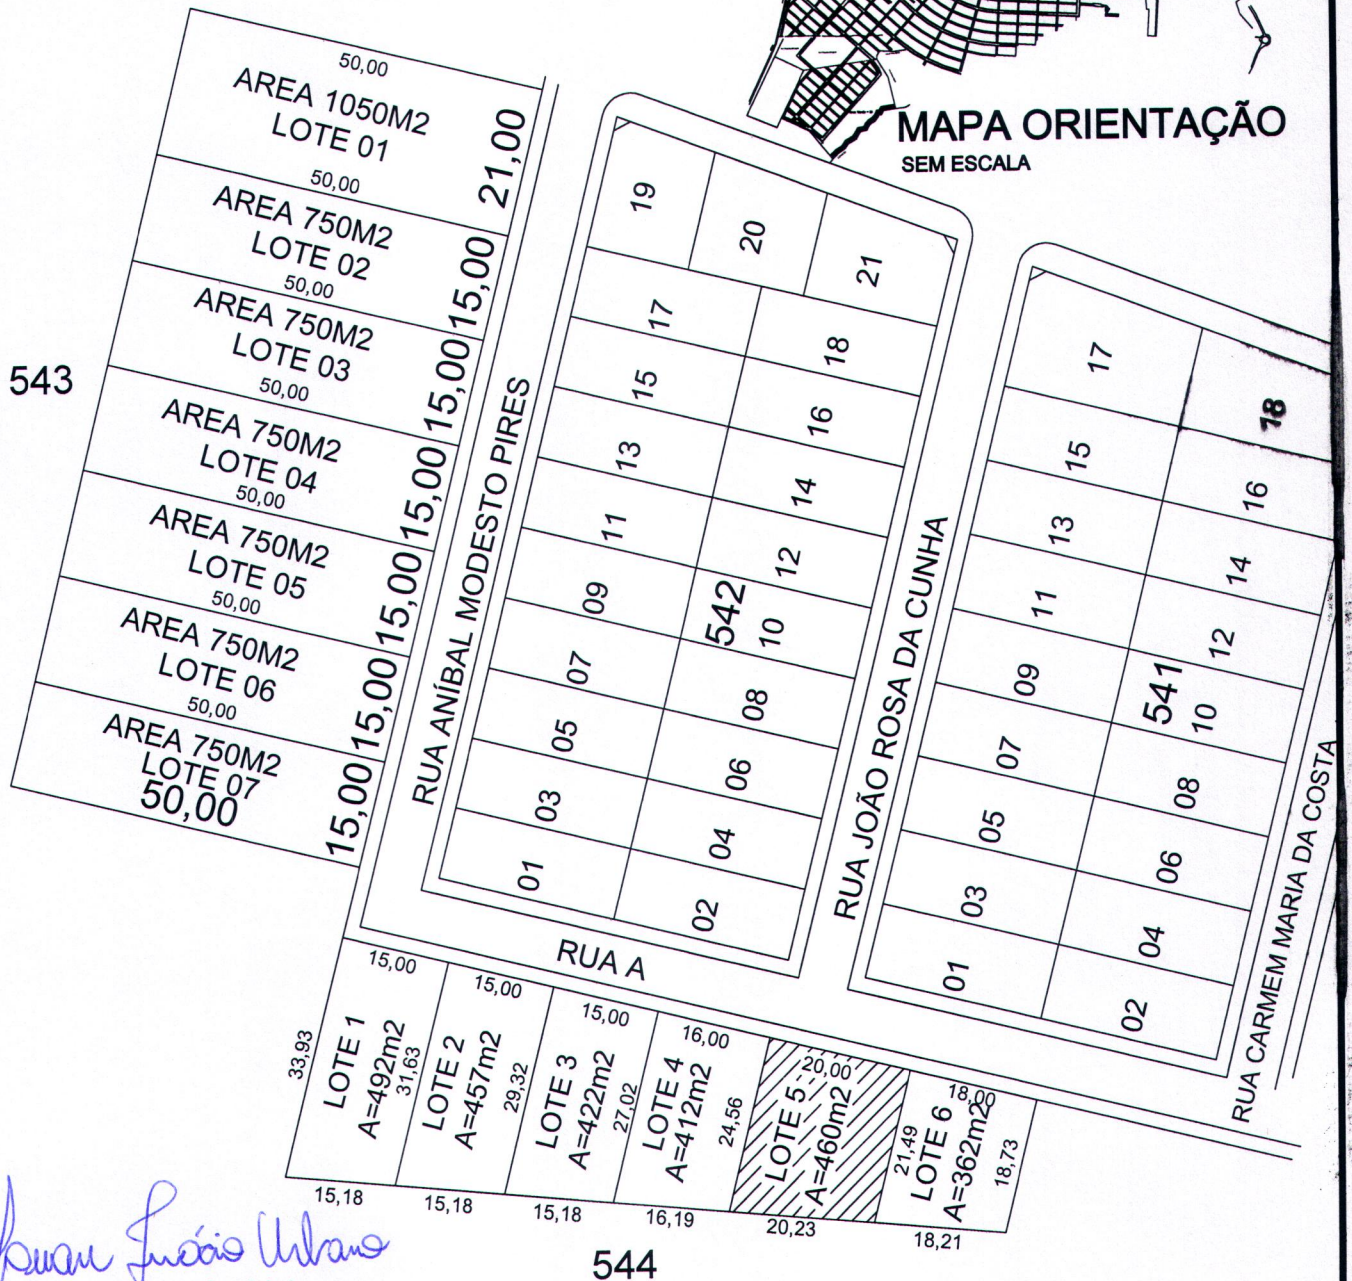 MAPA ORIENTAÇÃO
SEM ESCALA
543
50,00
AREA 1050M2
LOTE 01
21,00
50,00
AREA 750M2
LOTE 02
15,00
50,00
AREA 750M2
LOTE 03
15,00
50,00
AREA 750M2
LOTE 04
15,00
50,00
AREA 750M2
LOTE 05
15,00
50,00
AREA 750M2
LOTE 06
15,00
50,00
AREA 750M2
LOTE 07
50,00
15,00
RUA ANÍBAL MODESTO PIRES
19
20
21
17
18
15
16
13
14
11
12
09
542
10
07
08
05
06
03
04
01
02
RUA JOÃO ROSA DA CUNHA
17
18
15
16
13
14
11
12
09
541
10
07
08
05
06
03
04
01
02
RUA CARMEM MARIA DA COSTA
RUA A
15,00
33,93
LOTE 1
A=492m2
31,63
15,18
15,00
LOTE 2
A=457m2
29,32
15,18
15,00
LOTE 3
A=422m2
27,02
15,18
16,00
LOTE 4
A=412m2
24,56
16,19
20,00
LOTE 5
A=460m2
20,23
18,00
21,49
LOTE 6
A=362m2
18,73
18,21
544
Inácio Urbano